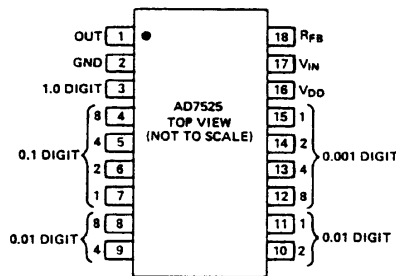 OUT 1
GND 2
1.0 DIGIT 3
8 4
4 5
0.1 DIGIT
2 6
1 7
8 8
0.01 DIGIT
4 9
AD7525
TOP VIEW
(NOT TO SCALE)
18 RFB
17 VIN
16 VDD
15 1
14 2
0.001 DIGIT
13 4
12 8
11 1
0.01 DIGIT
10 2